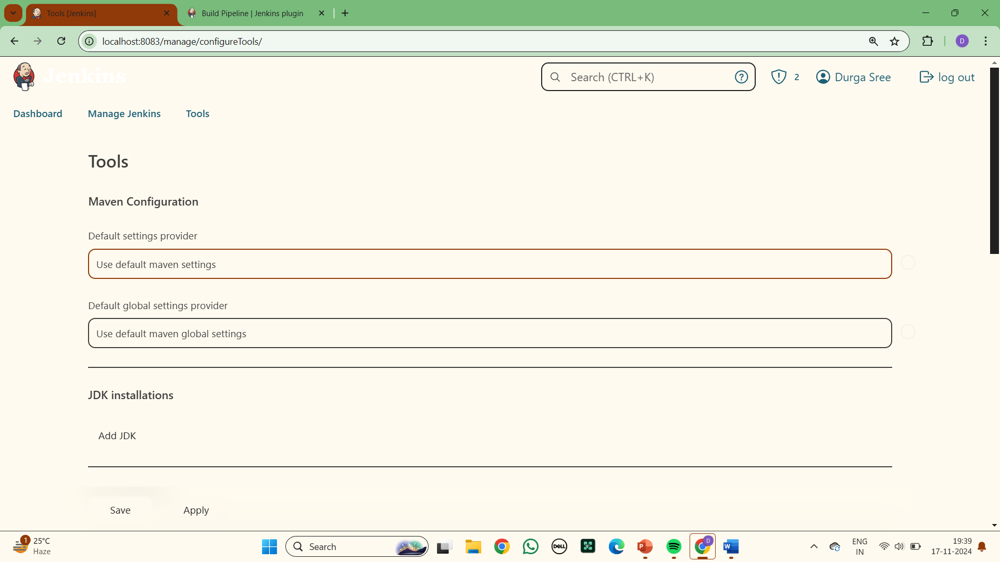 Tools [Jenkins]
Build Pipeline | Jenkins plugin
localhost:8083/manage/configureTools/
D
Jenkins
Search (CTRL+K)
2
Durga Sree
log out
Dashboard
Manage Jenkins
Tools
Tools
Maven Configuration
Default settings provider
Use default maven settings
Default global settings provider
Use default maven global settings
JDK installations
Add JDK
Save
Apply
1
25°C
Haze
Search
DELL
P
D
W
ENG
IN
19:39
17-11-2024